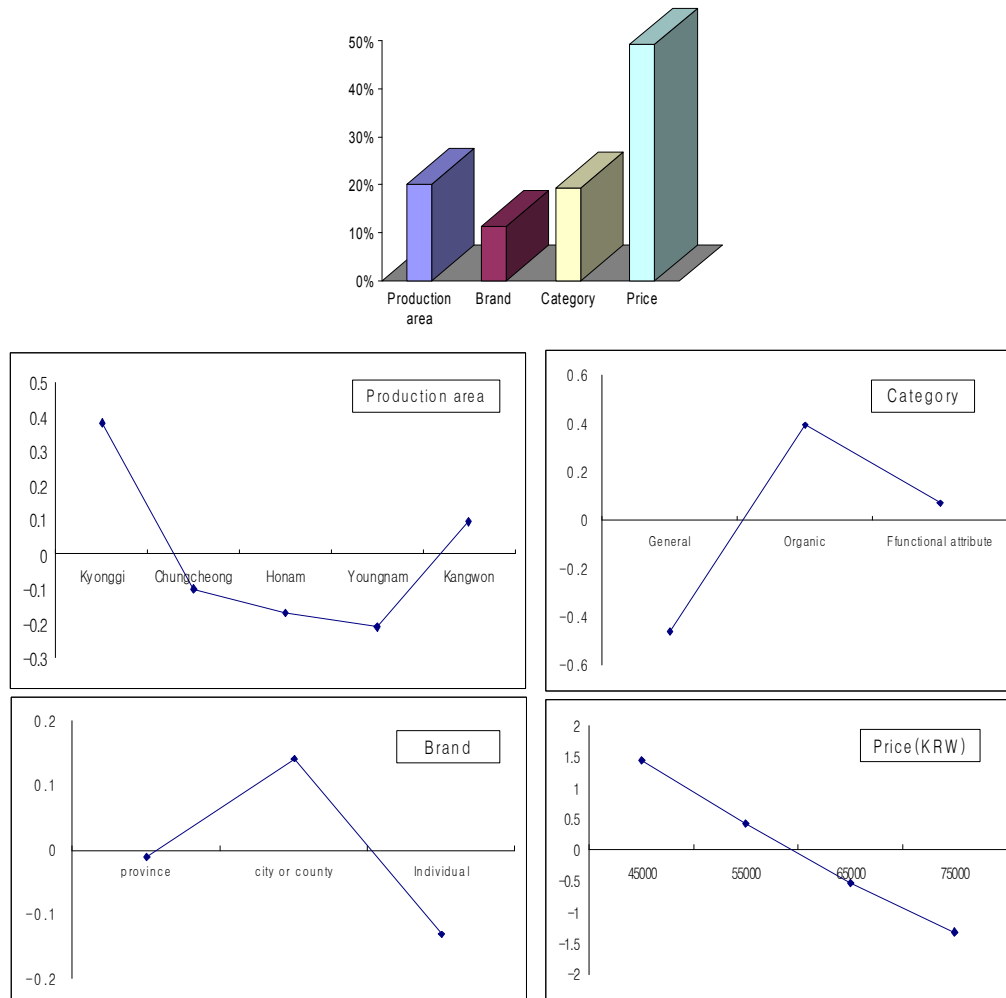 50%
40%
30%
20%
10%
0%
Production
area
Brand
Category
Price
0.5
0.4
0.3
0.2
0.1
0
−0.1
−0.2
−0.3
Production area
Kyonggi
Chungcheong
Honam
Youngnam
Kangwon
0.6
0.4
0.2
0
−0.2
−0.4
−0.6
Category
General
Organic
Ffunctional attribute
0.2
0.1
0
−0.1
−0.2
Brand
province
city or county
Individual
2
1.5
1
0.5
0
−0.5
−1
−1.5
−2
Price(KRW)
45000
55000
65000
75000